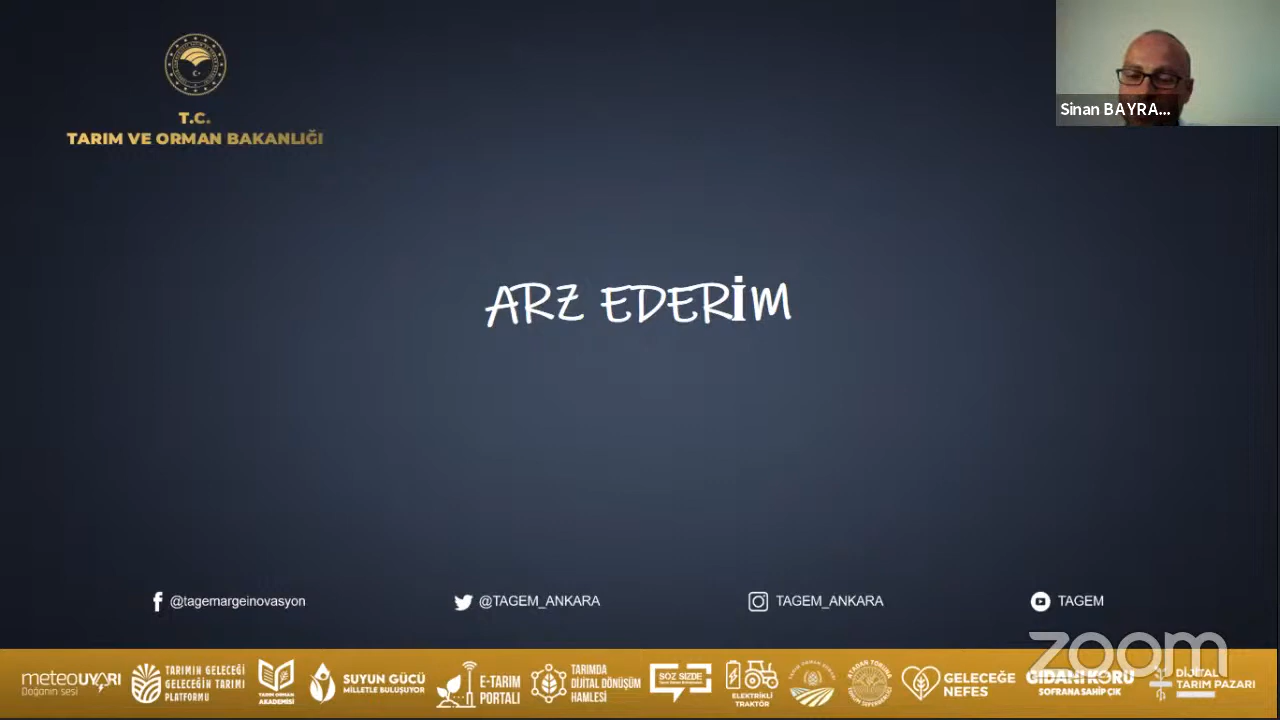 T.C.
TARIM VE ORMAN BAKANLIĞI
Sinan BAYRA...
ARZ EDERİM
@tagemargeinovasyon
@TAGEM_ANKARA
TAGEM_ANKARA
TAGEM
zoom
meteoUYARI
Doğanın sesi
TARIMIN GELECEĞİ
GELECEĞİN TARIMI
PLATFORMU
TARIM ORMAN
AKADEMİSİ
SUYUN GÜCÜ
MİLLETLE BULUŞUYOR
E-TARIM
PORTALI
TARIMDA
DİJİTAL DÖNÜŞÜM
HAMLESİ
SÖZ SİZDE
ELEKTRİKLİ
TRAKTÖR
GELECEĞE
NEFES
GIDANI KORU
SOFRANA SAHİP ÇIK
DİJİTAL
TARIM PAZARI